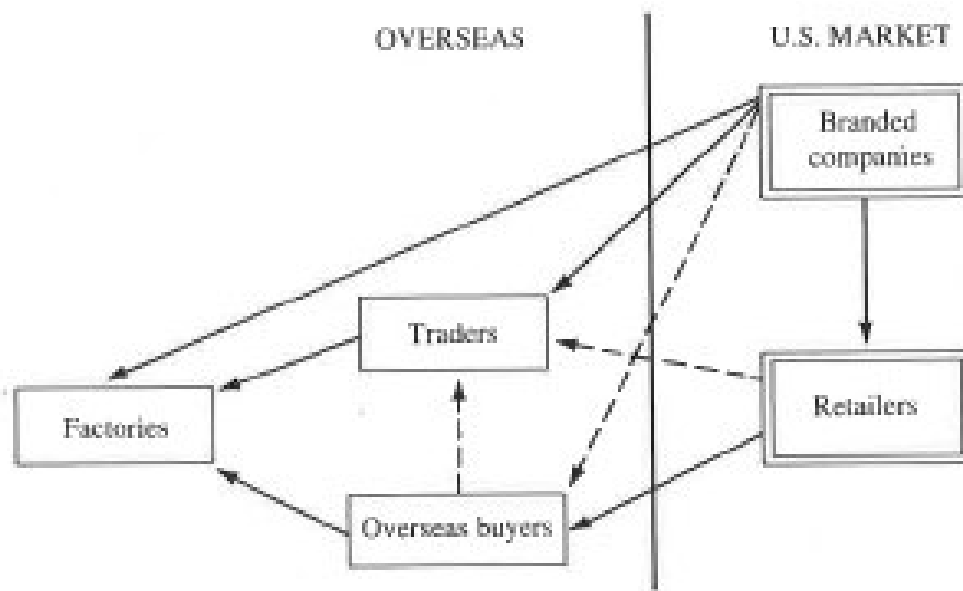 OVERSEAS
U.S. MARKET
Branded
companies
Traders
Retailers
Factories
Overseas buyers